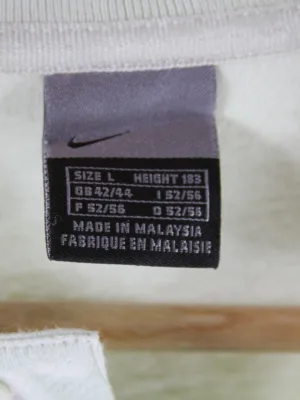 SIZE L HEIGHT 183
GB 42/44 I 52/56
F 52/56 D 52/56
MADE IN MALAYSIA
FABRIQUE EN MALAISIE